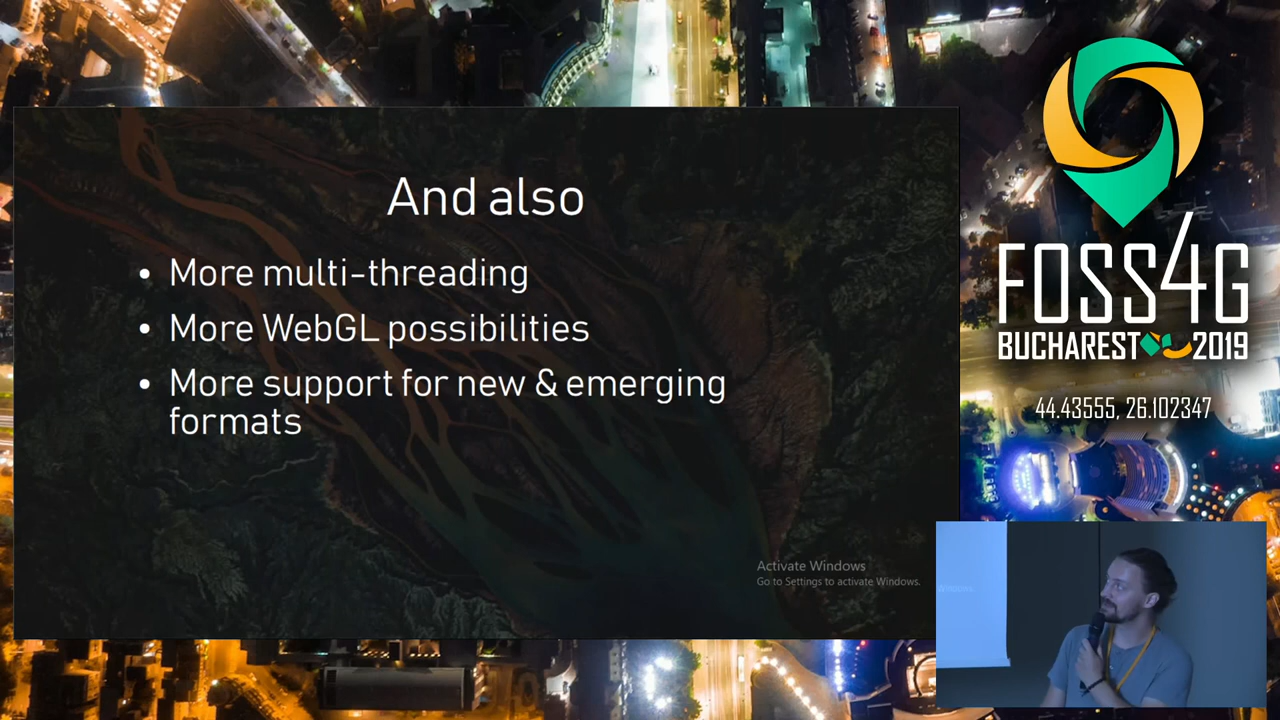 And also
• More multi-threading
• More WebGL possibilities
• More support for new & emerging
formats
Activate Windows
Go to Settings to activate Windows.
FOSS4G
BUCHAREST 2019
44.43555, 26.102347
Windows.